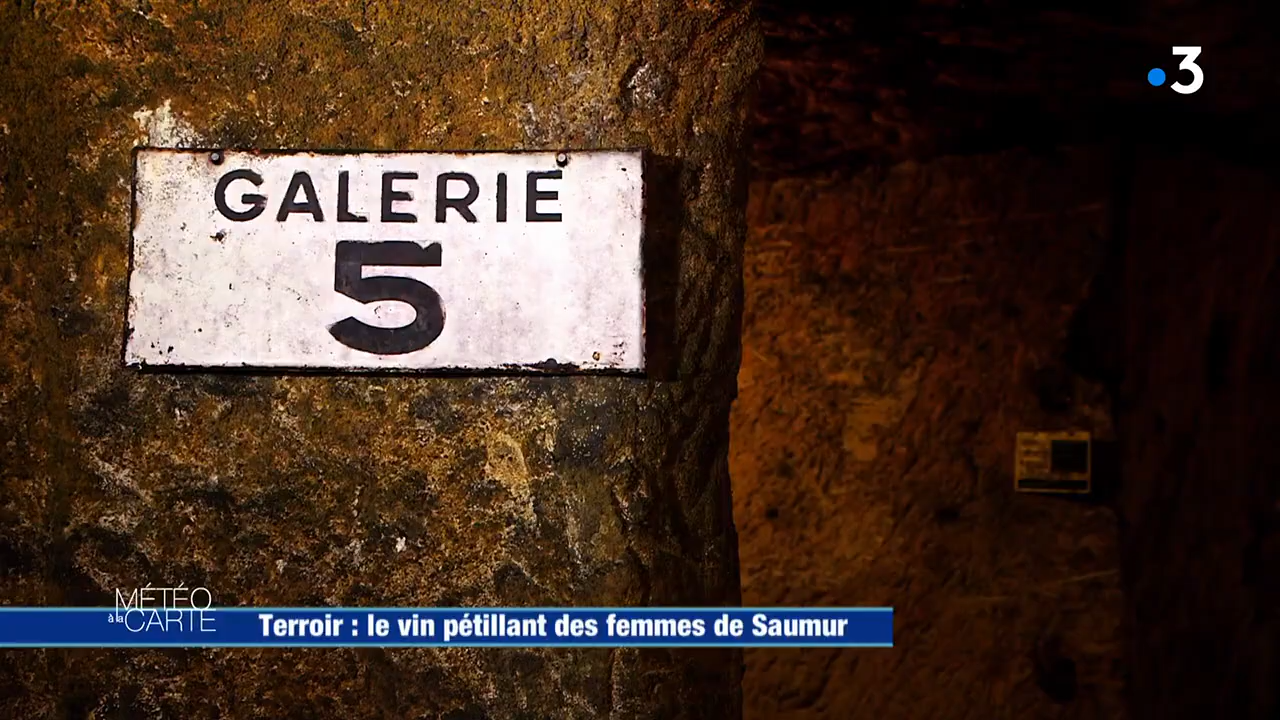 3
GALERIE
5
MÉTÉO
à la CARTE
Terroir : le vin pétillant des femmes de Saumur